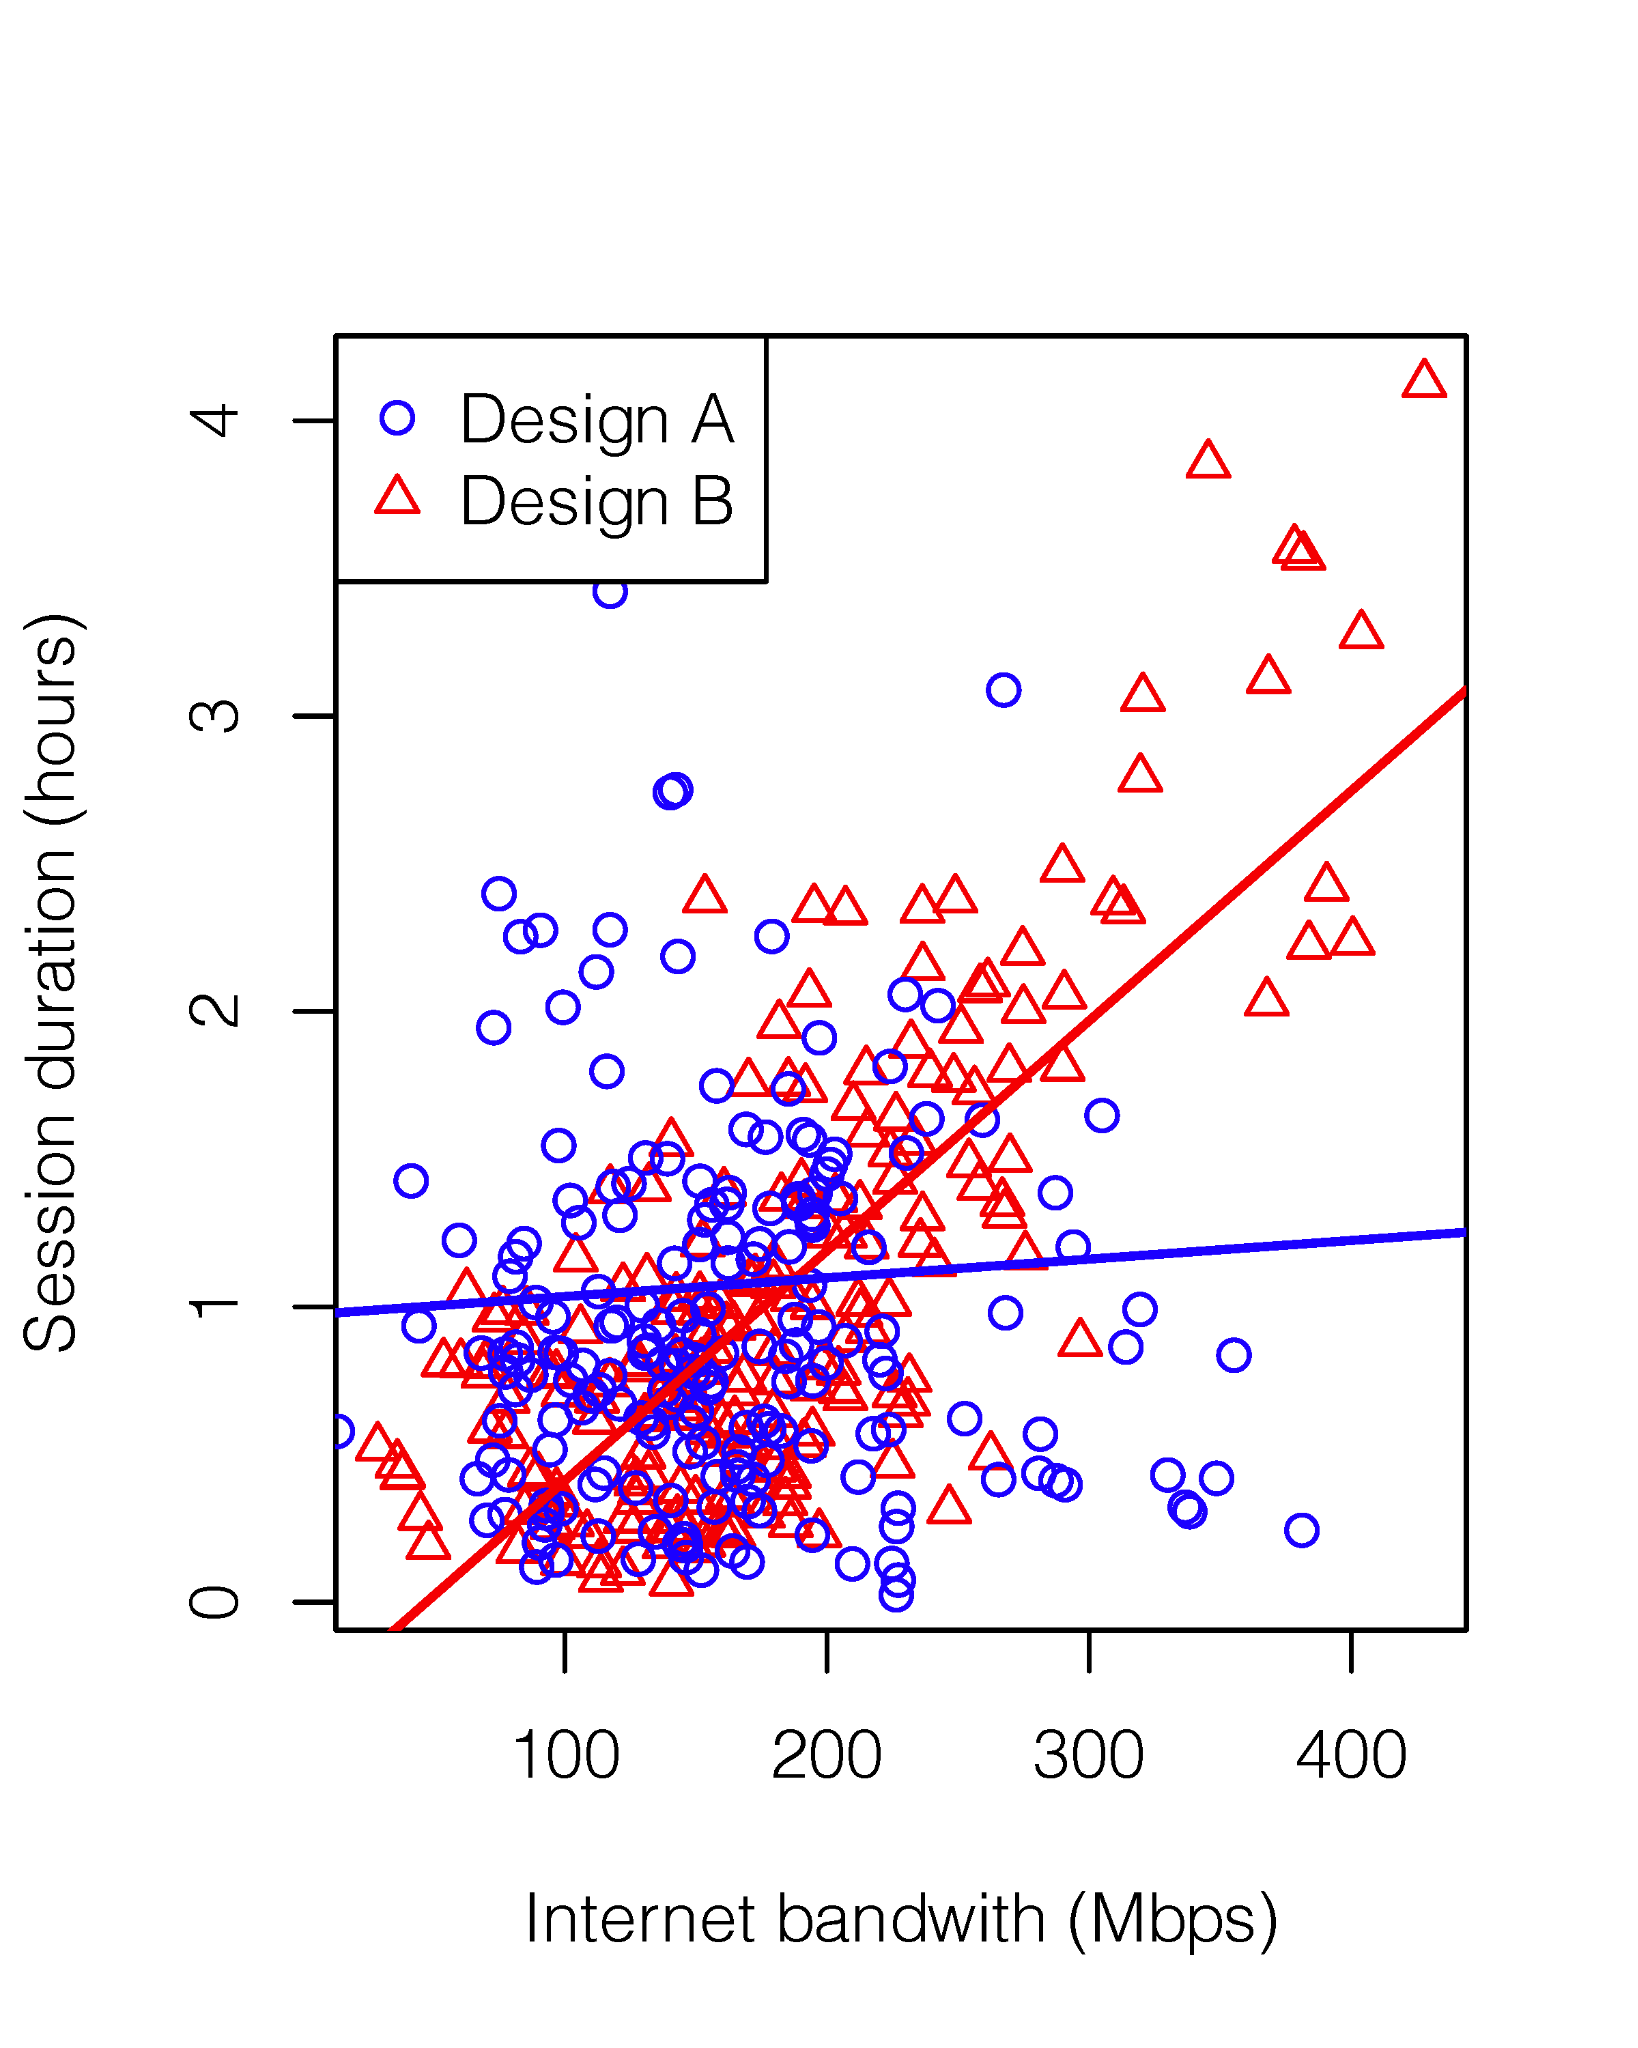 Design A
Design B
Session duration (hours)
4
3
2
1
0
100 200 300 400
Internet bandwith (Mbps)